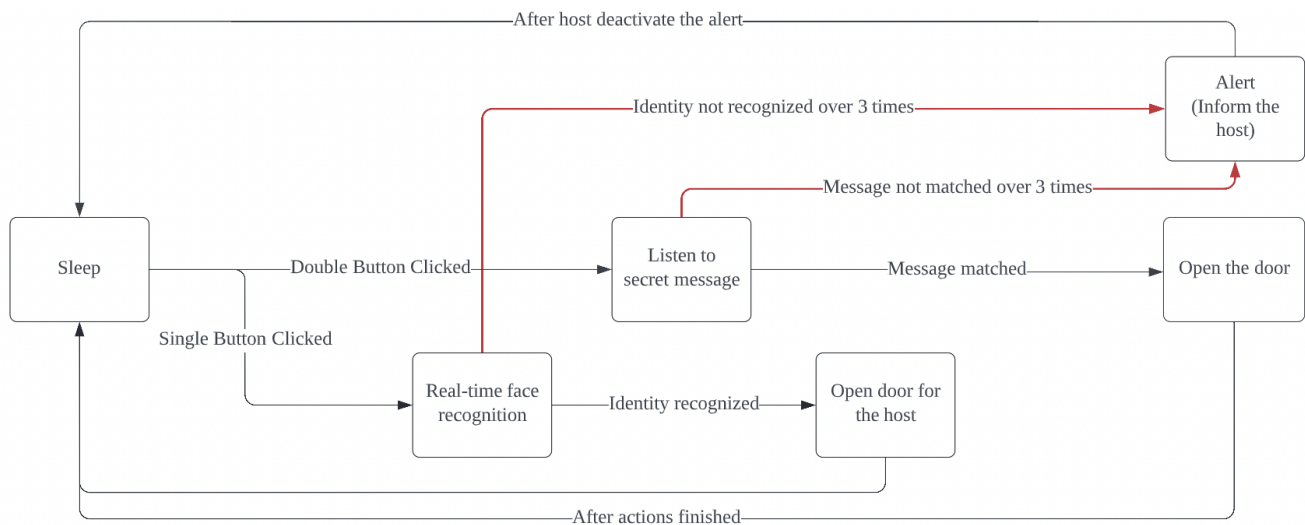 After host deactivate the alert
Alert
(Inform the
host)
Identity not recognized over 3 times
Message not matched over 3 times
Sleep
Double Button Clicked
Listen to
secret message
Message matched
Open the door
Single Button Clicked
Real-time face
recognition
Identity recognized
Open door for
the host
After actions finished